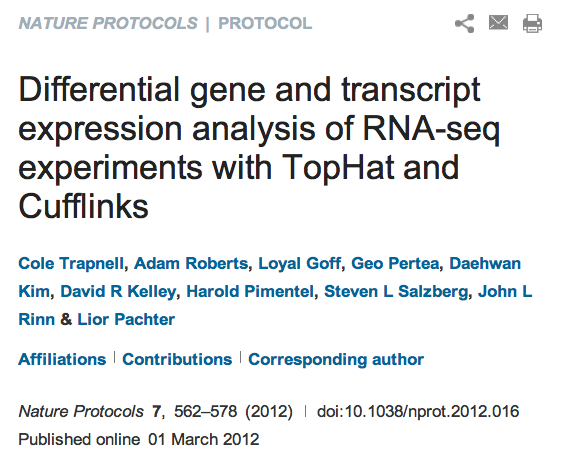 NATURE PROTOCOLS | PROTOCOL
Differential gene and transcript
expression analysis of RNA-seq
experiments with TopHat and
Cufflinks
Cole Trapnell, Adam Roberts, Loyal Goff, Geo Pertea, Daehwan
Kim, David R Kelley, Harold Pimentel, Steven L Salzberg, John L
Rinn & Lior Pachter
Affiliations | Contributions | Corresponding author
Nature Protocols 7, 562–578 (2012) | doi:10.1038/nprot.2012.016
Published online 01 March 2012